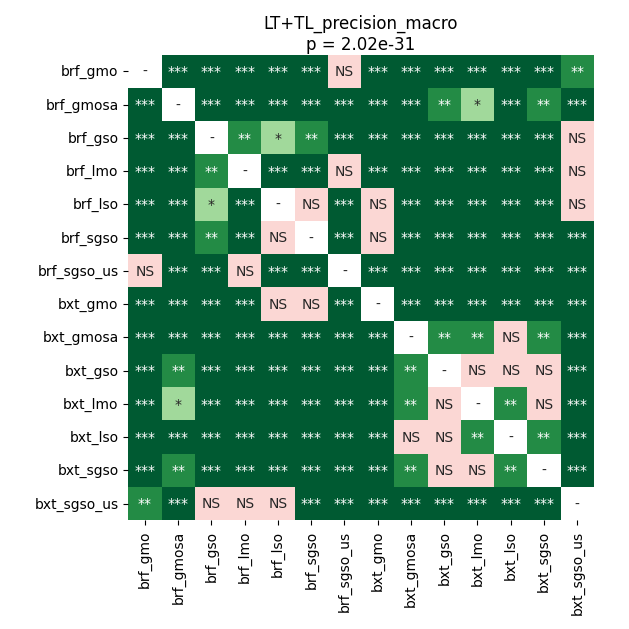 LT+TL_precision_macro
p = 2.02e-31
brf_gmo - *** *** *** *** *** NS *** *** *** *** *** *** **
brf_gmosa *** - *** *** *** *** *** *** *** ** * *** ** ***
brf_gso *** *** - ** * ** *** *** *** *** *** *** *** NS
brf_lmo *** *** ** - *** *** NS *** *** *** *** *** *** NS
brf_lso *** *** * *** - NS *** NS *** *** *** *** *** NS
brf_sgso *** *** ** *** NS - *** NS *** *** *** *** *** ***
brf_sgso_us NS *** *** NS *** *** - *** *** *** *** *** *** ***
bxt_gmo *** *** *** *** NS NS *** - *** *** *** *** *** ***
bxt_gmosa *** *** *** *** *** *** *** *** - ** ** NS ** ***
bxt_gso *** ** *** *** *** *** *** *** ** - NS NS NS ***
bxt_lmo *** * *** *** *** *** *** *** ** NS - ** NS ***
bxt_lso *** *** *** *** *** *** *** *** NS NS ** - ** ***
bxt_sgso *** ** *** *** *** *** *** *** ** NS NS ** - ***
bxt_sgso_us ** *** NS NS NS *** *** *** *** *** *** *** *** -
brf_gmo brf_gmosa brf_gso brf_lmo brf_lso brf_sgso brf_sgso_us bxt_gmo bxt_gmosa bxt_gso bxt_lmo bxt_lso bxt_sgso bxt_sgso_us